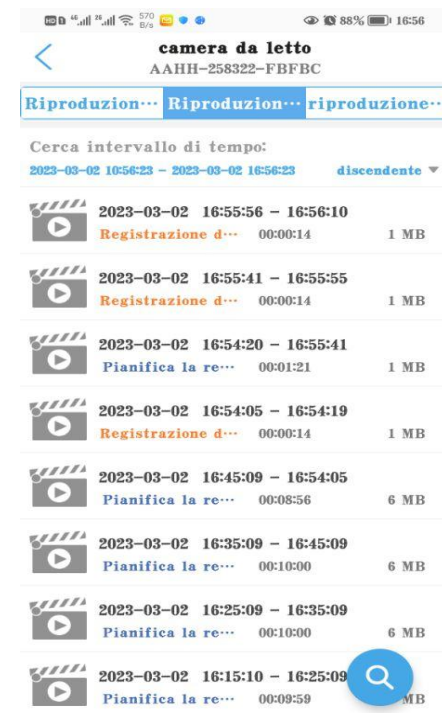 HD 46 26 570 B/s 88% 16:56
camera da letto
AAHH-258322-FBFBC
Riproduzion··· Riproduzion··· riproduzione··
Cerca intervallo di tempo:
2023-03-02 10:56:23 - 2023-03-02 16:56:23 discendente
2023-03-02 16:55:56 - 16:56:10
Registrazione d··· 00:00:14 1 MB
2023-03-02 16:55:41 - 16:55:55
Registrazione d··· 00:00:14 1 MB
2023-03-02 16:54:20 - 16:55:41
Pianifica la re··· 00:01:21 1 MB
2023-03-02 16:54:05 - 16:54:19
Registrazione d··· 00:00:14 1 MB
2023-03-02 16:45:09 - 16:54:05
Pianifica la re··· 00:08:56 6 MB
2023-03-02 16:35:09 - 16:45:09
Pianifica la re··· 00:10:00 6 MB
2023-03-02 16:25:09 - 16:35:09
Pianifica la re··· 00:10:00 6 MB
2023-03-02 16:15:10 - 16:25:09
Pianifica la re··· 00:09:59 MB